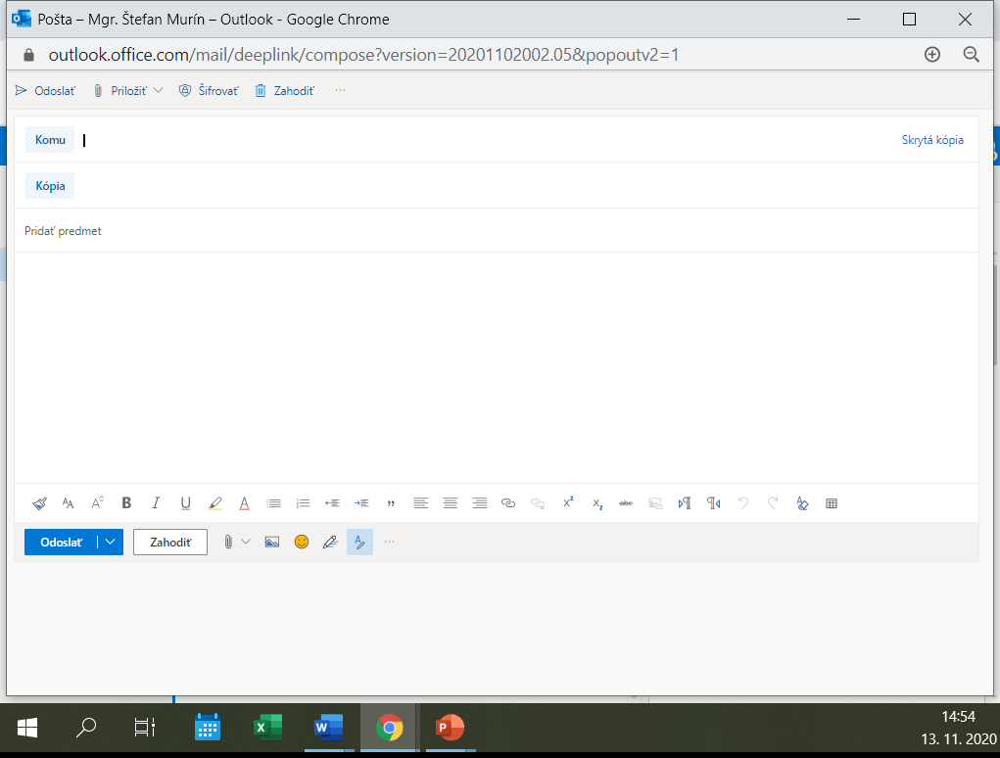 Pošta – Mgr. Štefan Murín – Outlook - Google Chrome
outlook.office.com/mail/deeplink/compose?version=20201102002.05&popoutv2=1
Odoslať Priložiť Šifrovať Zahodiť ...
Komu Skrytá kópia
Kópia
Pridať predmet
Odoslať Zahodiť ...
14:54
13. 11. 2020